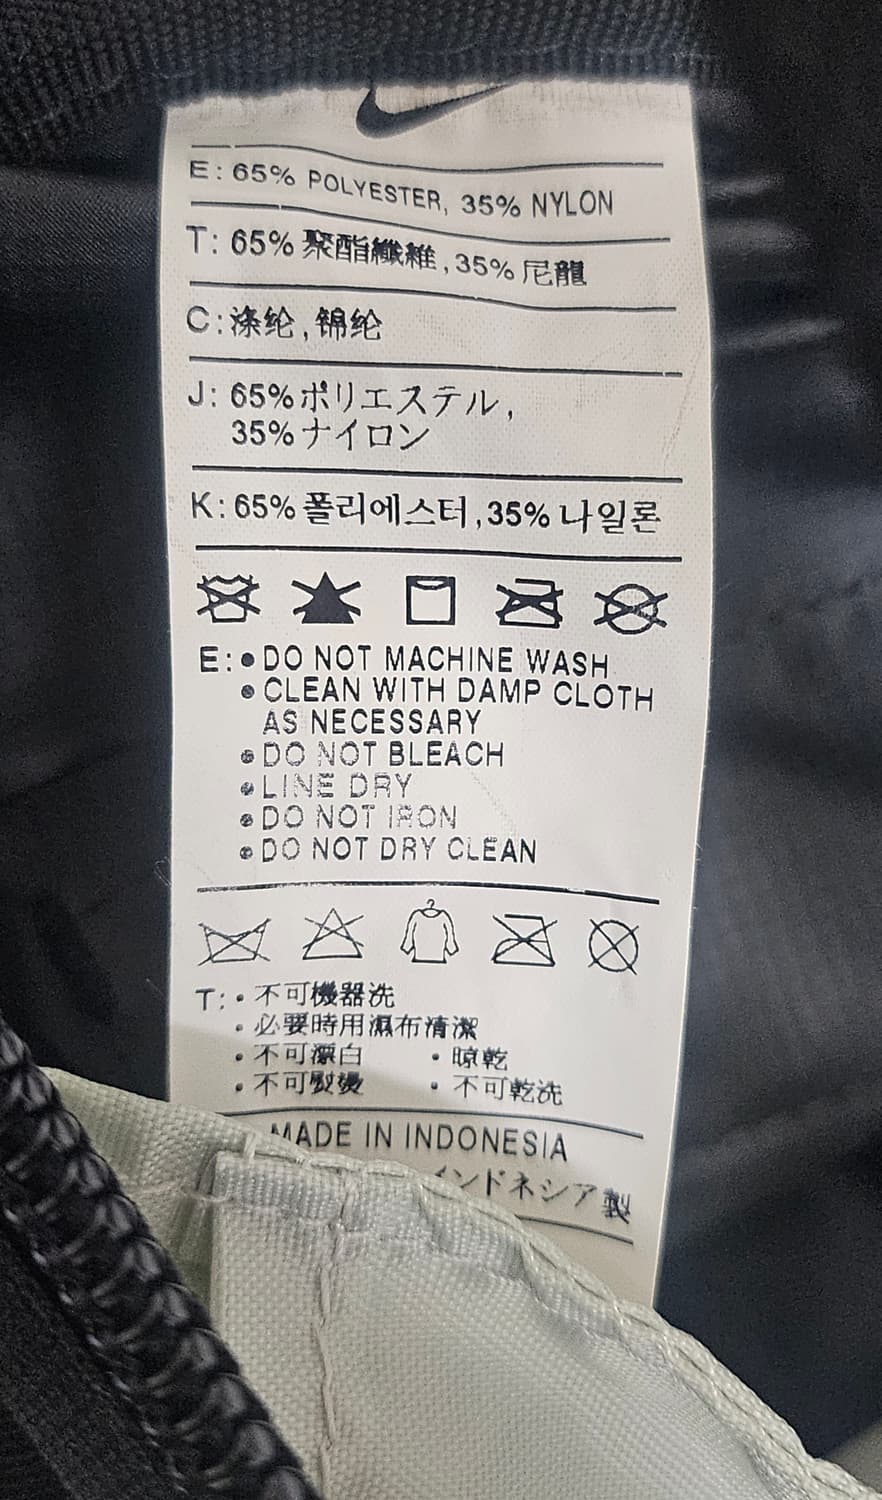 E: 65% POLYESTER, 35% NYLON
T: 65% 聚酯纖維, 35% 尼龍
C: 涤纶, 锦纶
J: 65% ポリエステル,
35% ナイロン
K: 65% 폴리에스터, 35% 나일론
E: • DO NOT MACHINE WASH
• CLEAN WITH DAMP CLOTH
AS NECESSARY
• DO NOT BLEACH
• LINE DRY
• DO NOT IRON
• DO NOT DRY CLEAN
T: • 不可機器洗
• 必要時用濕布清潔
• 不可漂白 • 晾乾
• 不可熨燙 • 不可乾洗
MADE IN INDONESIA
インドネシア製